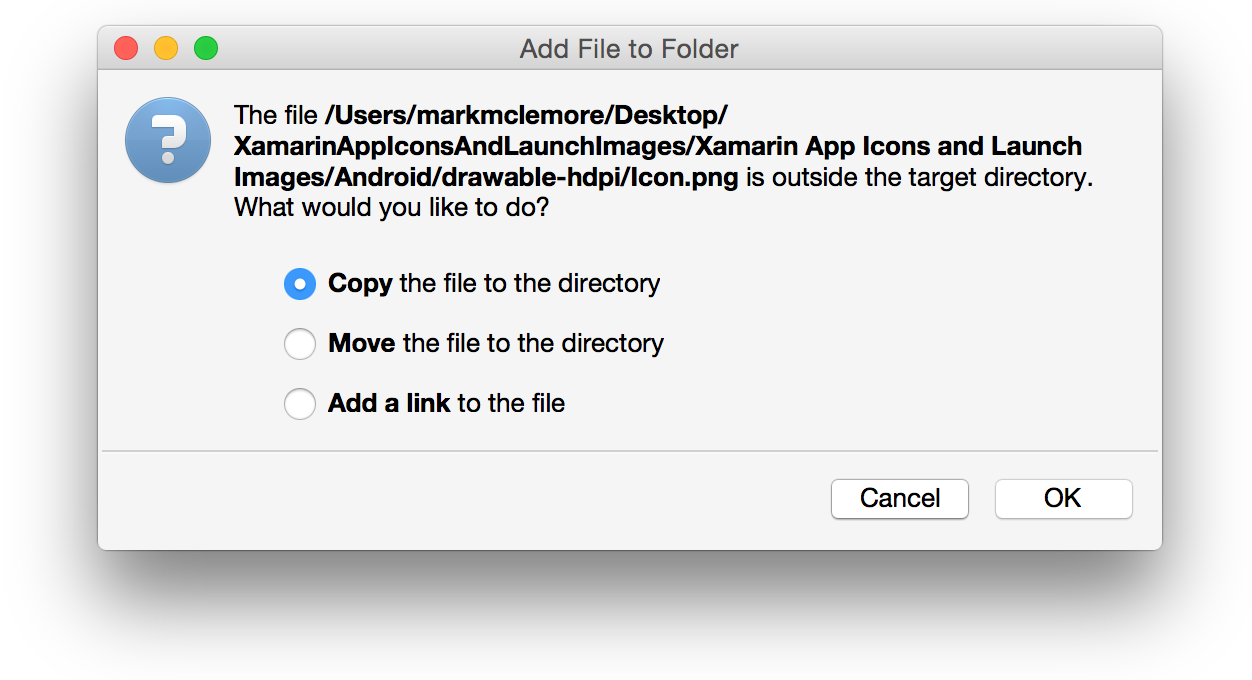 Add File to Folder
The file /Users/markmclemore/Desktop/
XamarinAppIconsAndLaunchImages/Xamarin App Icons and Launch
Images/Android/drawable-hdpi/Icon.png is outside the target directory.
What would you like to do?
Copy the file to the directory
Move the file to the directory
Add a link to the file
Cancel OK